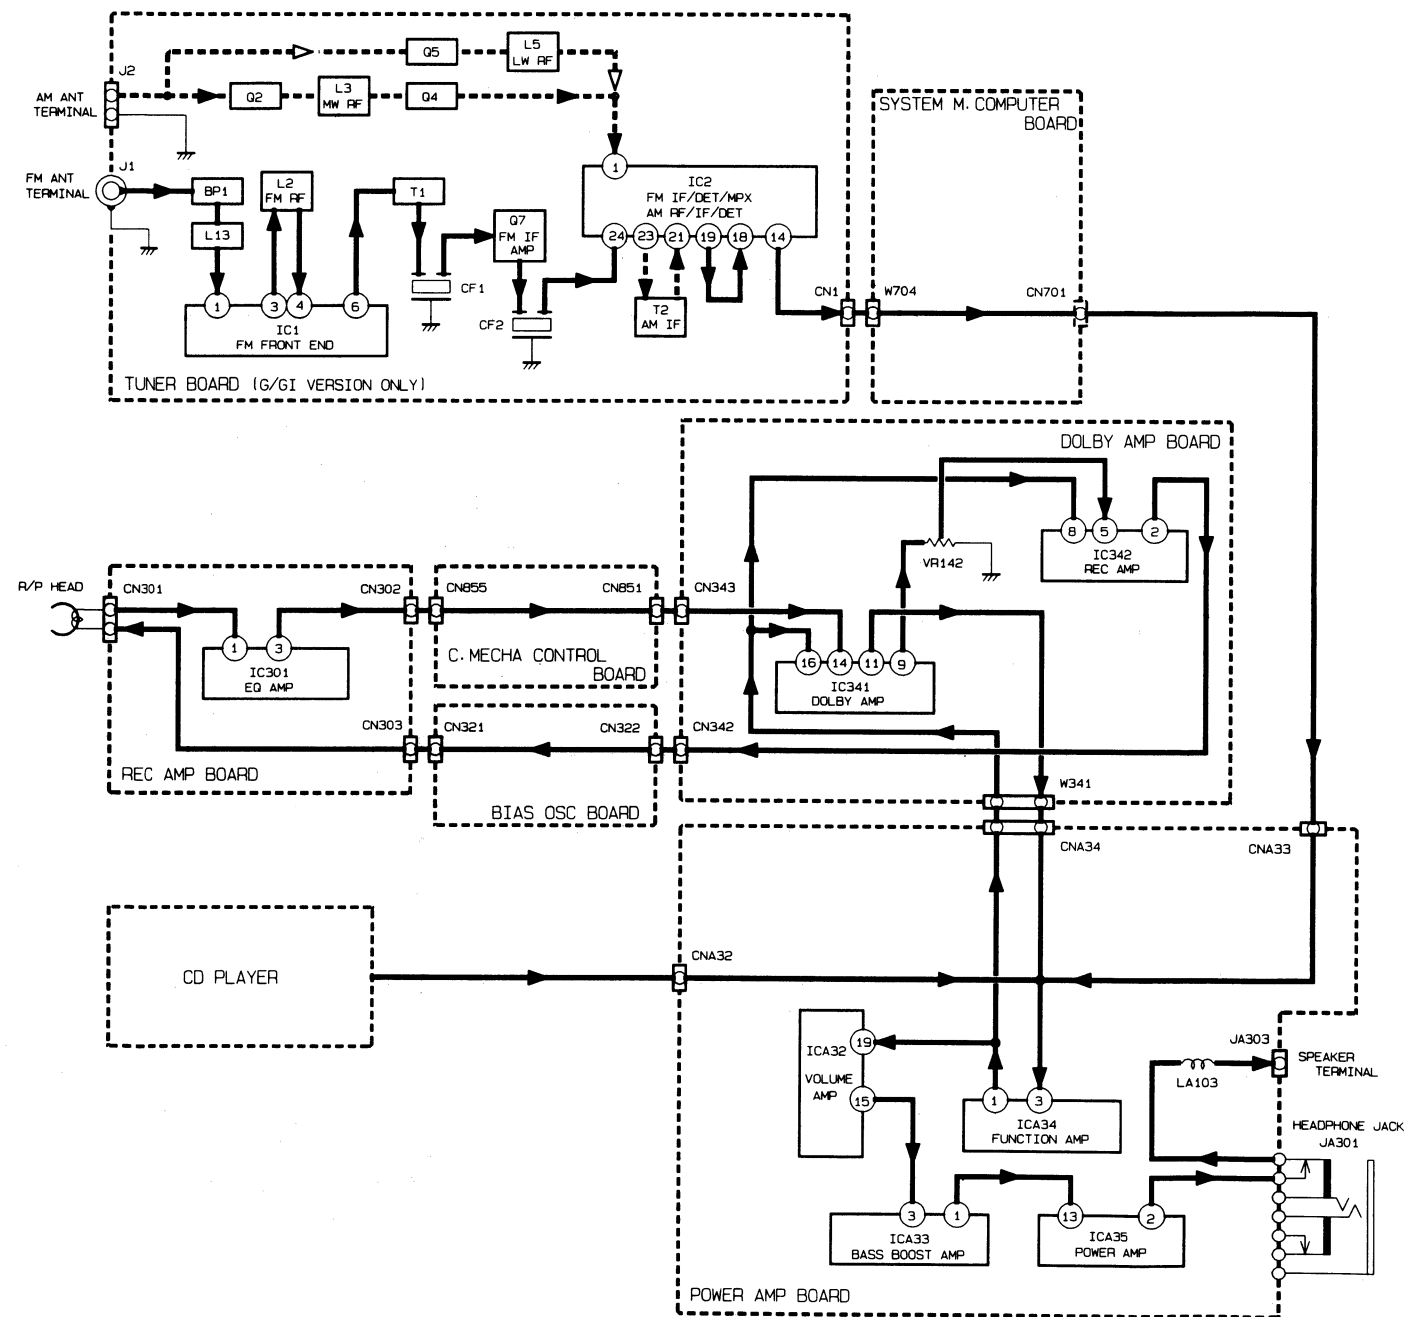 J2
AM ANT
TERMINAL
Q5
L5
LW RF
Q2
L3
MW RF
Q4
SYSTEM M. COMPUTER
BOARD
J1
FM ANT
TERMINAL
BP1
L13
L2
FM RF
T1
Q7
FM IF
AMP
1
IC2
FM IF/DET/MPX
AM RF/IF/DET
24
23
21
19
18
14
CF1
CF2
T2
AM IF
1
3
4
6
IC1
FM FRONT END
CN1
W704
CN701
TUNER BOARD (G/GI VERSION ONLY)
DOLBY AMP BOARD
8
5
2
IC342
REC AMP
VR142
R/P HEAD
CN301
CN302
CN855
CN851
CN343
1
3
IC301
EQ AMP
C. MECHA CONTROL
BOARD
16
14
11
9
IC341
DOLBY AMP
CN303
CN321
CN322
CN342
REC AMP BOARD
BIAS OSC BOARD
W341
CNA34
CNA33
CD PLAYER
CNA32
ICA32
VOLUME
AMP
19
15
1
3
ICA34
FUNCTION AMP
JA303
SPEAKER
TERMINAL
LA103
HEADPHONE JACK
JA301
3
1
ICA33
BASS BOOST AMP
13
2
ICA35
POWER AMP
POWER AMP BOARD